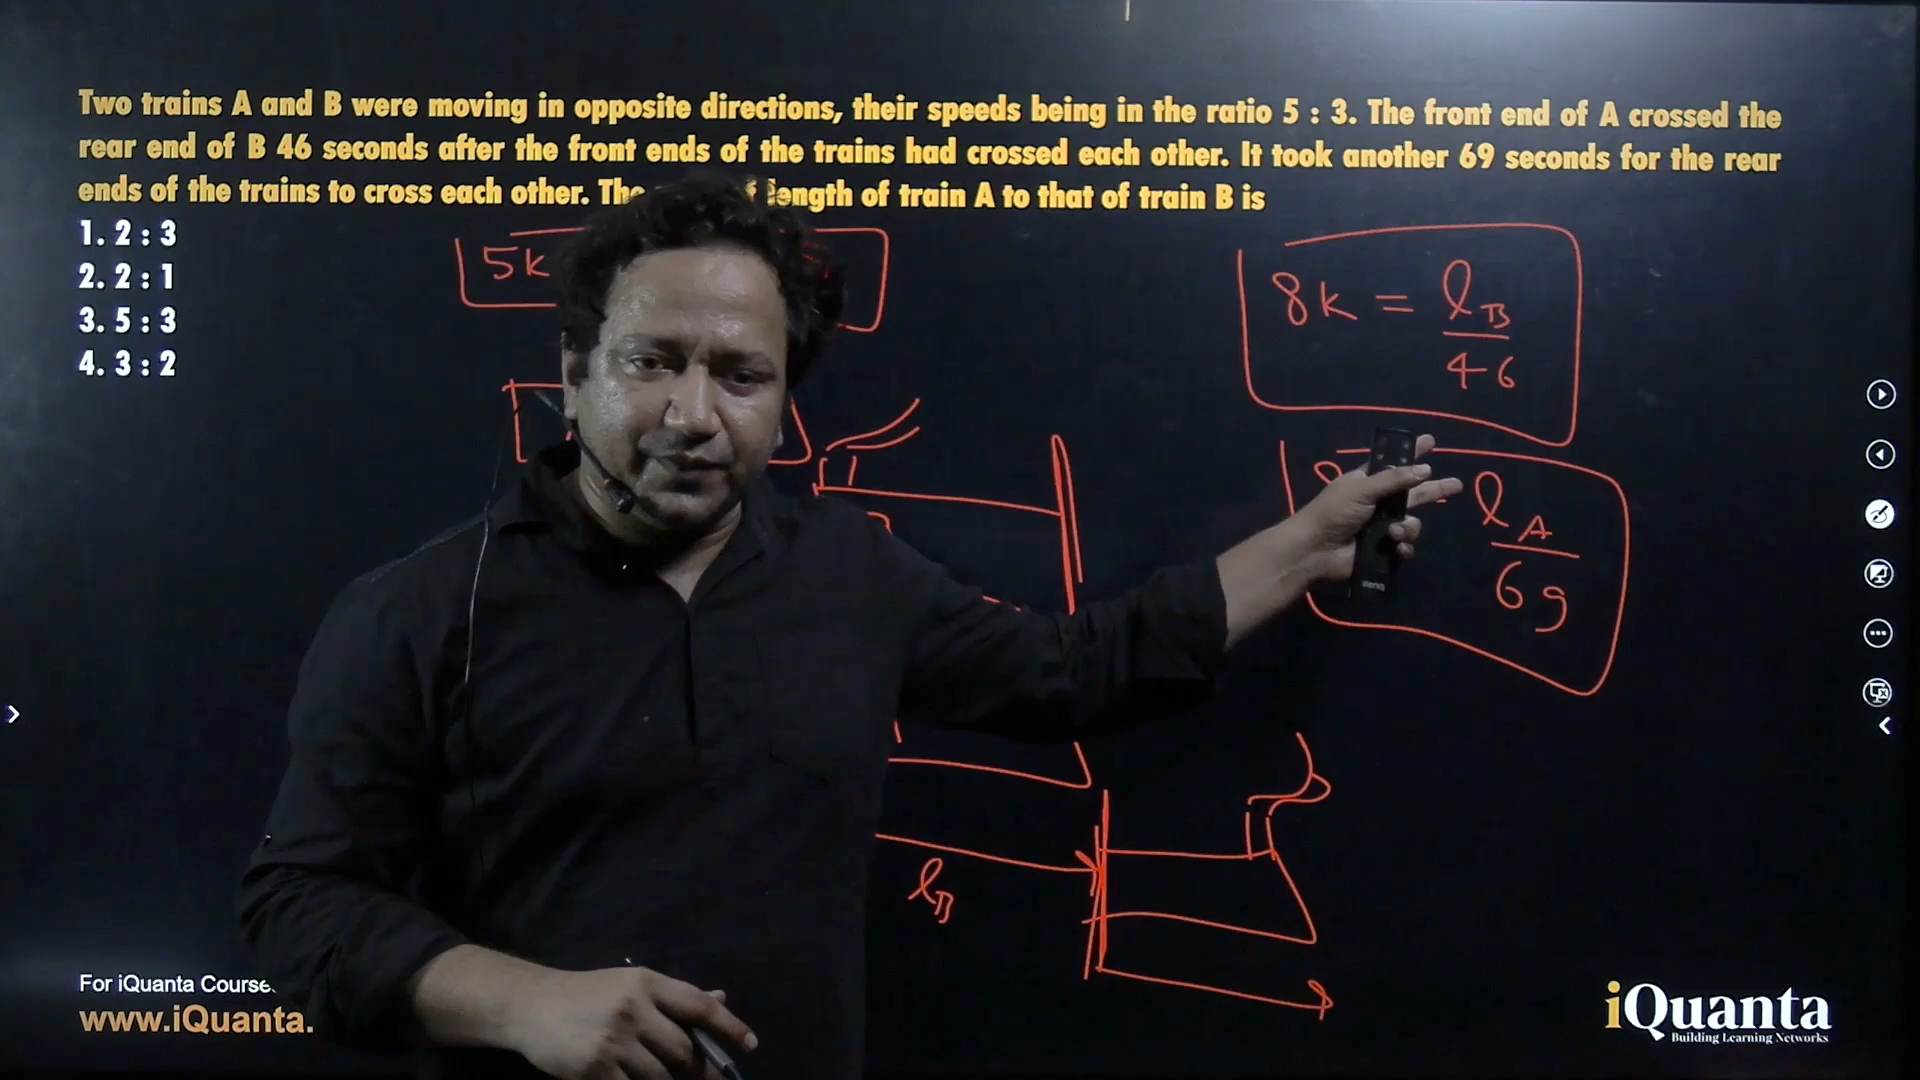 Two trains A and B were moving in opposite directions, their speeds being in the ratio 5 : 3. The front end of A crossed the
rear end of B 46 seconds after the front ends of the trains had crossed each other. It took another 69 seconds for the rear
ends of the trains to cross each other. The length of train A to that of train B is
1. 2 : 3
2. 2 : 1
3. 5 : 3
4. 3 : 2
5k
8k = lB
46
lA
69
lB
For iQuanta Course
www.iQuanta.
iQuanta
Building Learning Networks